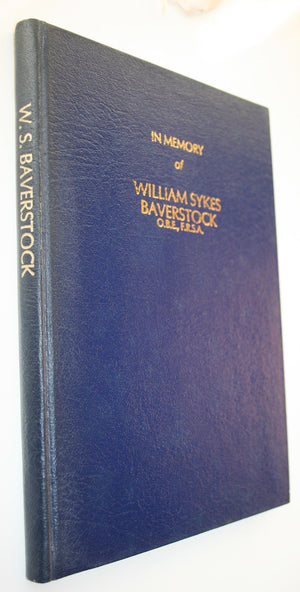 IN MEMORY
of
WILLIAM SYKES
BAVERSTOCK
O.B.E., F.R.S.A.
W. S. BAVERSTOCK